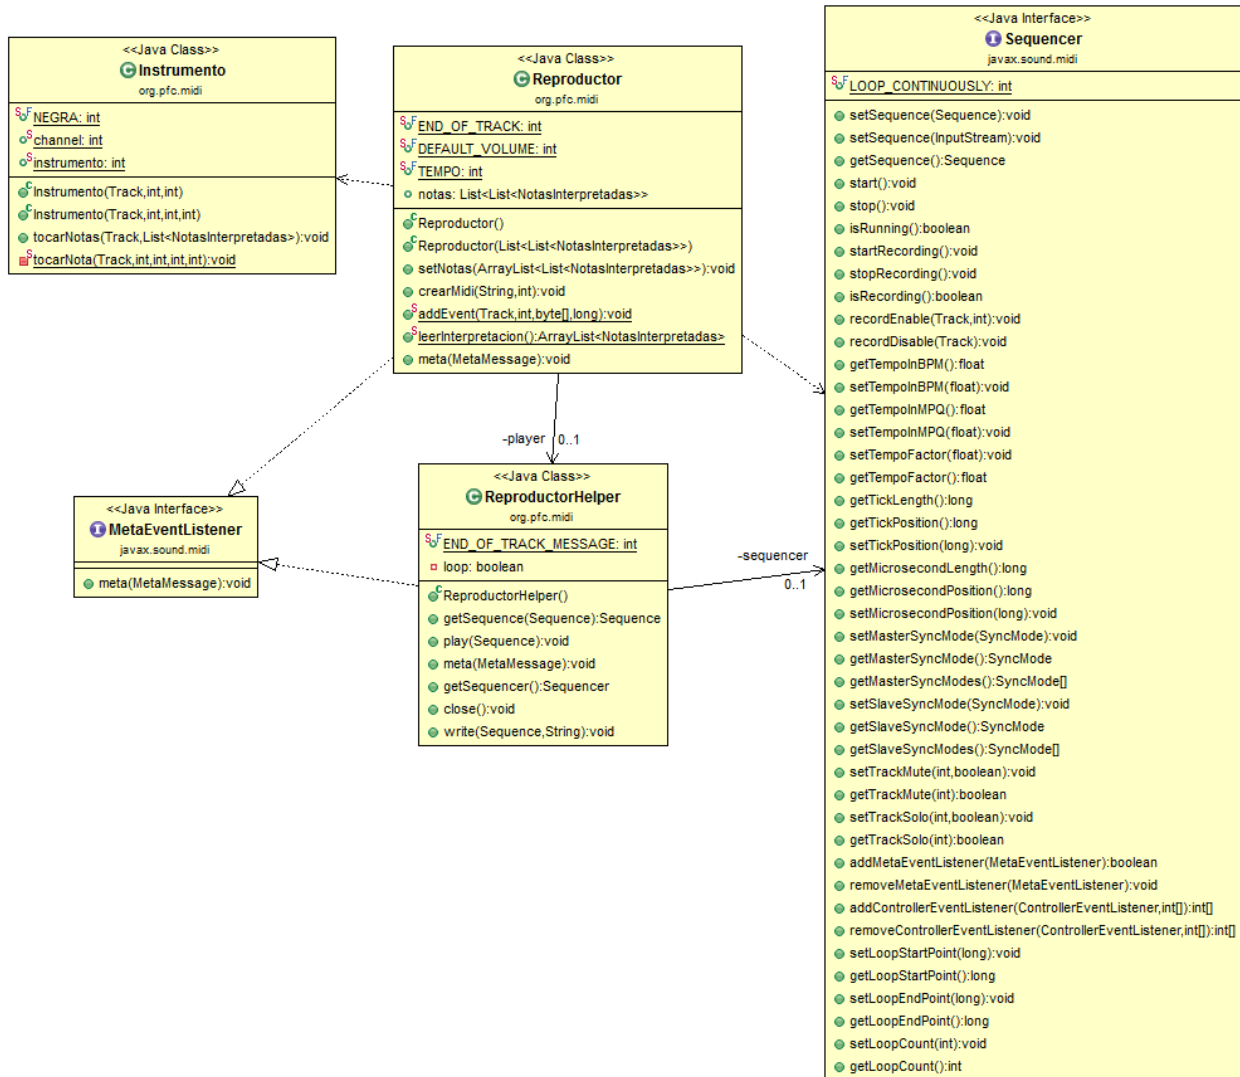 <<Java Class>>
Instrumento
org.pfc.midi
NEGRA: int
channel: int
instrumento: int
Instrumento(Track,int,int)
Instrumento(Track,int,int,int)
tocarNotas(Track,List<NotasInterpretadas>):void
tocarNota(Track,int,int,int,int):void
<<Java Class>>
Reproductor
org.pfc.midi
END_OF_TRACK: int
DEFAULT_VOLUME: int
TEMPO: int
notas: List<List<NotasInterpretadas>>
Reproductor()
Reproductor(List<List<NotasInterpretadas>>)
setNotas(ArrayList<List<NotasInterpretadas>>):void
crearMidi(String,int):void
addEvent(Track,int,byte[],long):void
leerInterpretacion():ArrayList<NotasInterpretadas>
meta(MetaMessage):void
-player 0..1
<<Java Interface>>
MetaEventListener
javax.sound.midi
meta(MetaMessage):void
<<Java Class>>
ReproductorHelper
org.pfc.midi
END_OF_TRACK_MESSAGE: int
loop: boolean
ReproductorHelper()
getSequence(Sequence):Sequence
play(Sequence):void
meta(MetaMessage):void
getSequencer():Sequencer
close():void
write(Sequence,String):void
-sequencer
0..1
<<Java Interface>>
Sequencer
javax.sound.midi
LOOP_CONTINUOUSLY: int
setSequence(Sequence):void
setSequence(InputStream):void
getSequence():Sequence
start():void
stop():void
isRunning():boolean
startRecording():void
stopRecording():void
isRecording():boolean
recordEnable(Track,int):void
recordDisable(Track):void
getTempoInBPM():float
setTempoInBPM(float):void
getTempoInMPQ():float
setTempoInMPQ(float):void
setTempoFactor(float):void
getTempoFactor():float
getTickLength():long
getTickPosition():long
setTickPosition(long):void
getMicrosecondLength():long
getMicrosecondPosition():long
setMicrosecondPosition(long):void
setMasterSyncMode(SyncMode):void
getMasterSyncMode():SyncMode
getMasterSyncModes():SyncMode[]
setSlaveSyncMode(SyncMode):void
getSlaveSyncMode():SyncMode
getSlaveSyncModes():SyncMode[]
setTrackMute(int,boolean):void
getTrackMute(int):boolean
setTrackSolo(int,boolean):void
getTrackSolo(int):boolean
addMetaEventListener(MetaEventListener):boolean
removeMetaEventListener(MetaEventListener):void
addControllerEventListener(ControllerEventListener,int[]):int[]
removeControllerEventListener(ControllerEventListener,int[]):int[]
setLoopStartPoint(long):void
getLoopStartPoint():long
setLoopEndPoint(long):void
getLoopEndPoint():long
setLoopCount(int):void
getLoopCount():int